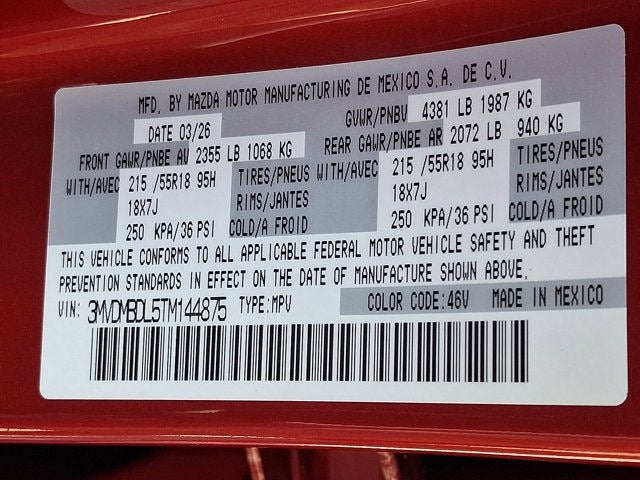 MFD. BY MAZDA MOTOR MANUFACTURING DE MEXICO S.A. DE C.V.
DATE 03/26 GVWR/PNBV 4381 LB 1987 KG
FRONT GAWR/PNBE AV 2355 LB 1068 KG REAR GAWR/PNBE AR 2072 LB 940 KG
WITH/AVEC 215 /55R18 95H TIRES/PNEUS WITH/AVEC 215 /55R18 95H TIRES/PNEUS
18X7J RIMS/JANTES 18X7J RIMS/JANTES
250 KPA/36 PSI COLD/A FROID 250 KPA/36 PSI COLD/A FROID
THIS VEHICLE CONFORMS TO ALL APPLICABLE FEDERAL MOTOR VEHICLE SAFETY AND THEFT
PREVENTION STANDARDS IN EFFECT ON THE DATE OF MANUFACTURE SHOWN ABOVE.
VIN: 3MVDMBDL5TM144875 TYPE:MPV COLOR CODE:46V MADE IN MEXICO